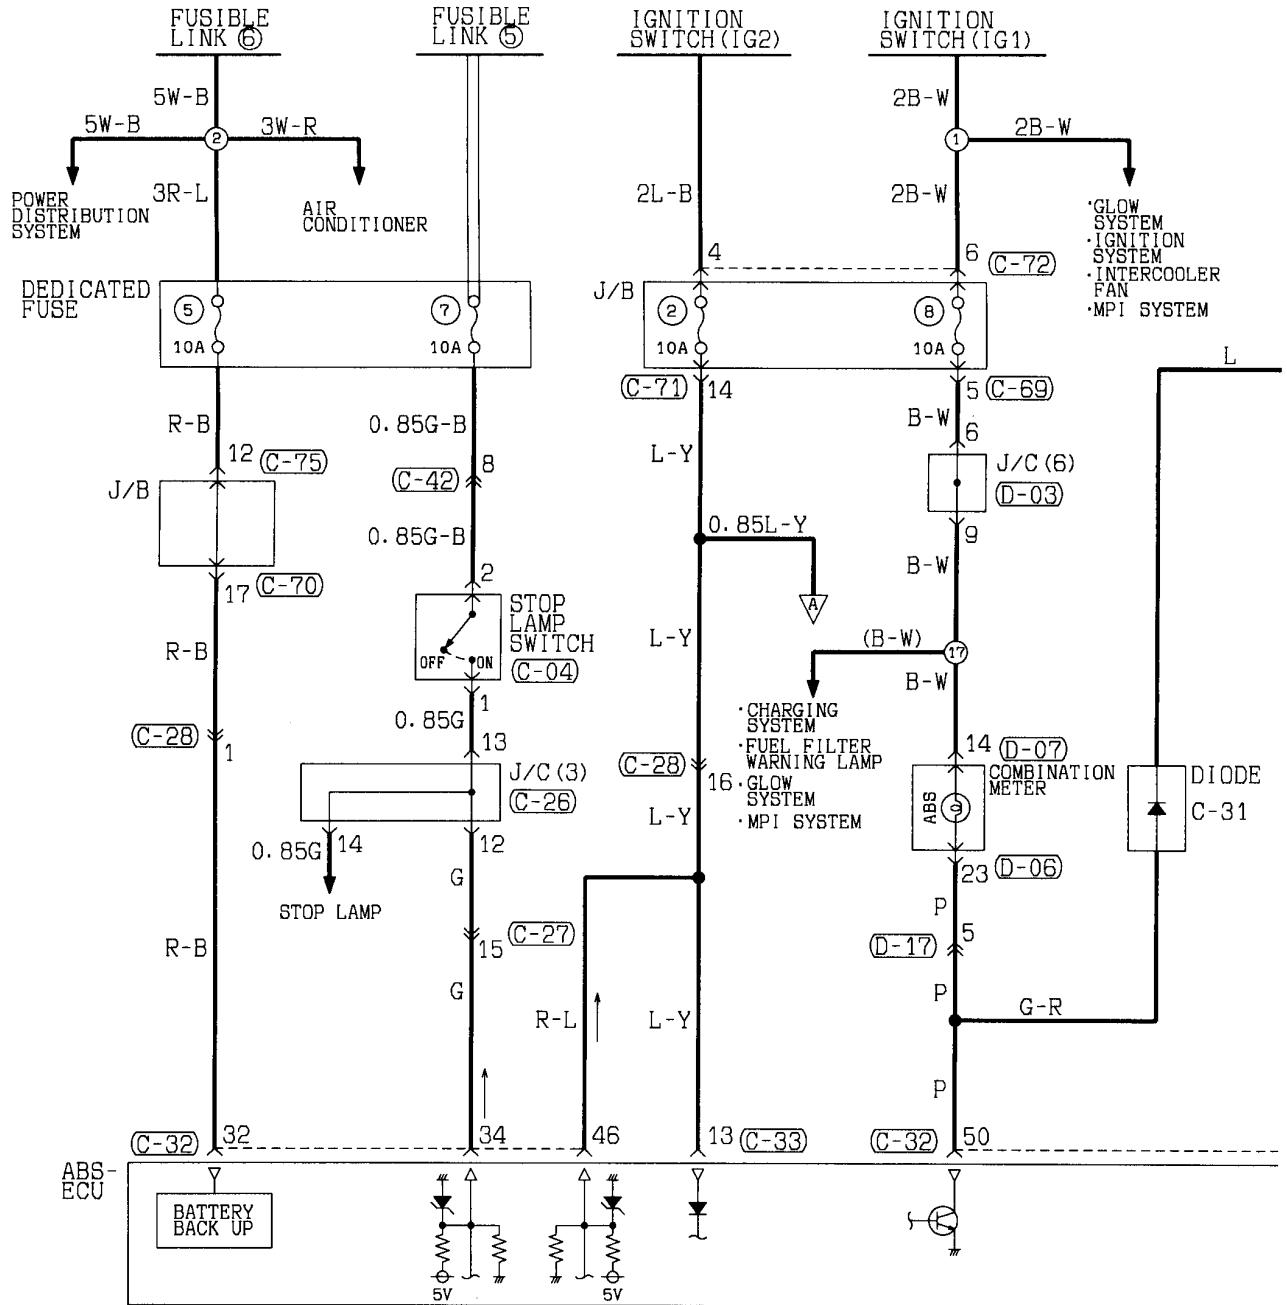 FUSIBLE
LINK ⑥
FUSIBLE
LINK ⑤
IGNITION
SWITCH(IG2)
IGNITION
SWITCH(IG1)
5W-B
2B-W
5W-B
②
3W-R
①
2B-W
3R-L
2L-B
2B-W
POWER
DISTRIBUTION
SYSTEM
AIR
CONDITIONER
·GLOW
SYSTEM
·IGNITION
SYSTEM
·INTERCOOLER
FAN
·MPI SYSTEM
4
6
C-72
DEDICATED
FUSE
J/B
⑤
10A
⑦
10A
②
10A
⑧
10A
L
C-71
14
5
C-69
R-B
0.85G-B
B-W
6
12
C-75
8
C-42
L-Y
J/C(6)
D-03
J/B
0.85G-B
0.85L-Y
9
B-W
17
C-70
2
A
STOP
LAMP
SWITCH
C-04
OFF
ON
R-B
L-Y
(B-W)
⑰
B-W
1
0.85G
·CHARGING
SYSTEM
·FUEL FILTER
WARNING LAMP
·GLOW
SYSTEM
·MPI SYSTEM
C-28
1
13
C-28
16
14
D-07
COMBINATION
METER
ABS
DIODE
C-31
J/C(3)
C-26
L-Y
0.85G
14
12
23
D-06
STOP LAMP
G
P
R-B
C-27
15
D-17
5
G
R-L
L-Y
P
G-R
P
C-32
32
34
46
13
C-33
C-32
50
ABS-
ECU
BATTERY
BACK UP
5V
5V